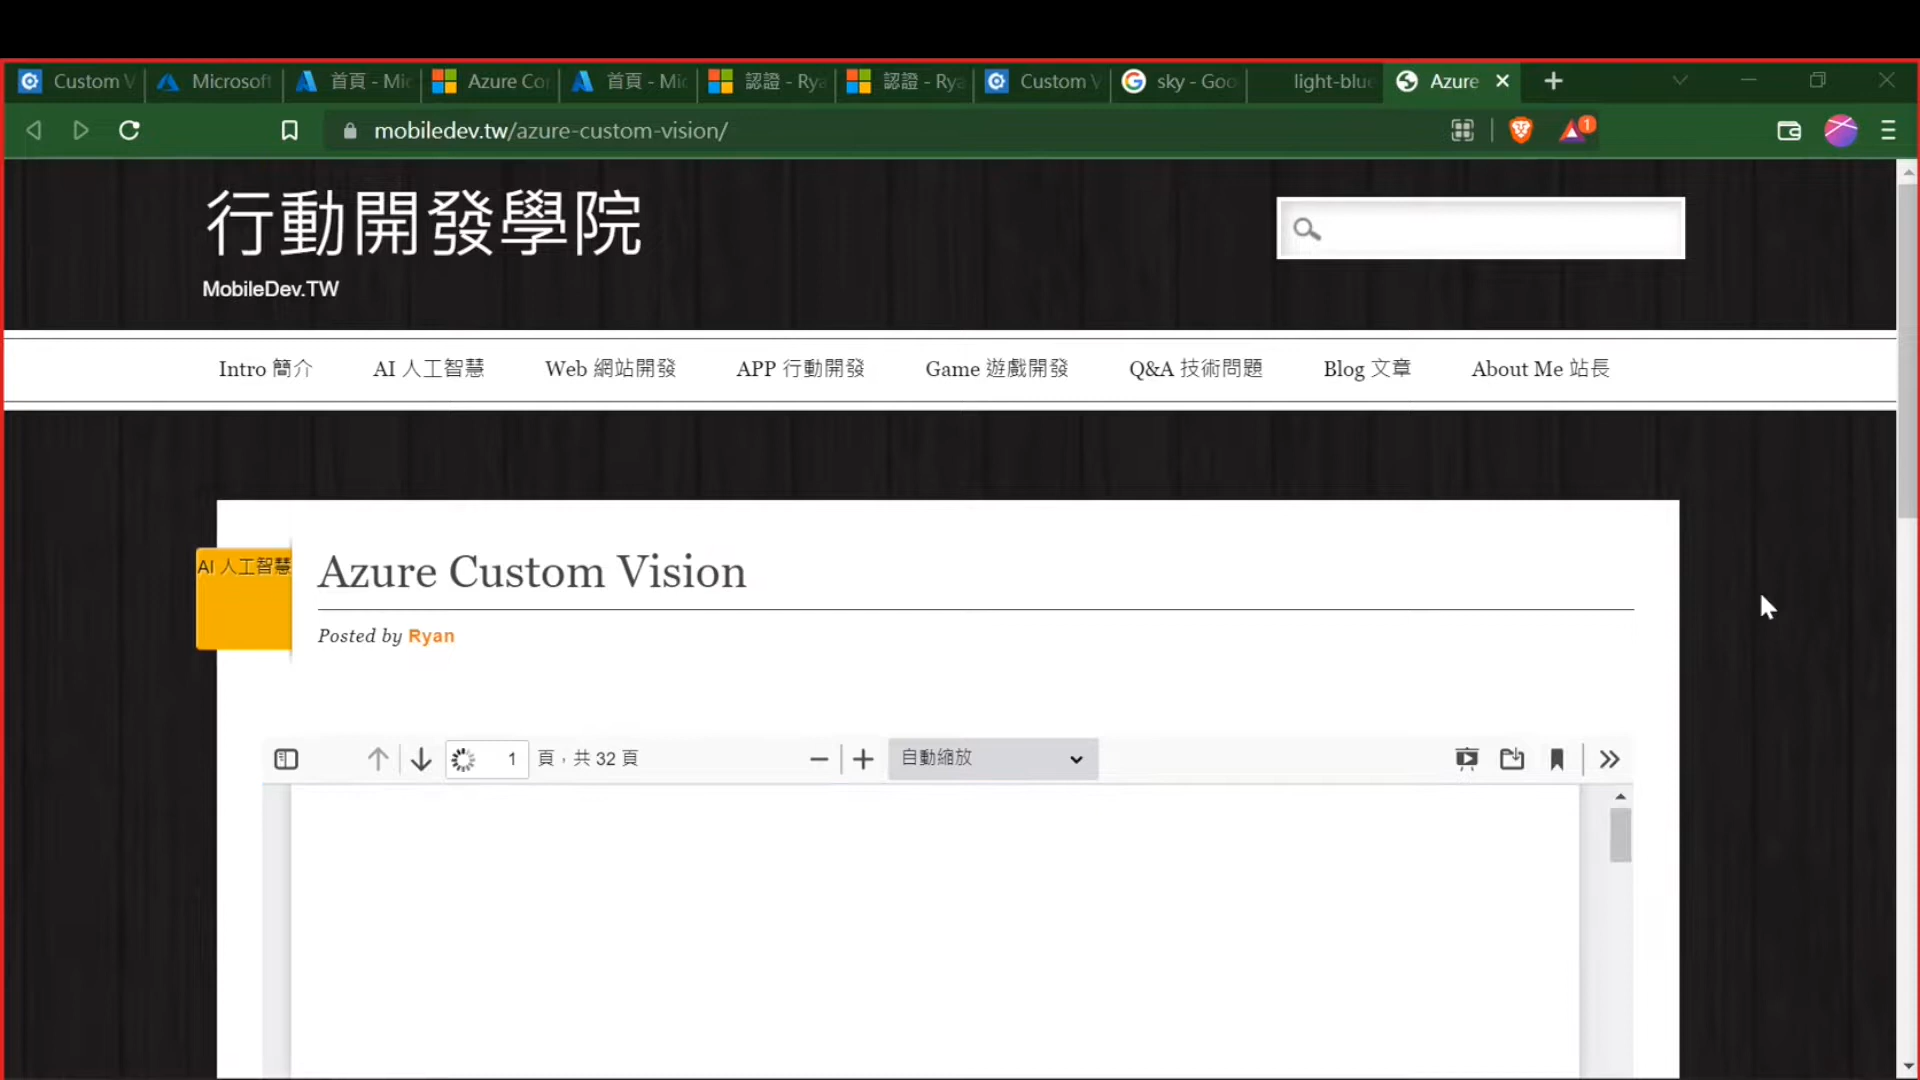 Custom V
Microsoft
首頁 - Mic
Azure Co
首頁 - Mic
認證 - Rya
認證 - Rya
Custom V
sky - Goo
light-blue
Azure
mobiledev.tw/azure-custom-vision/
1
行動開發學院
MobileDev.TW
Intro 簡介
AI 人工智慧
Web 網站開發
APP 行動開發
Game 遊戲開發
Q&A 技術問題
Blog 文章
About Me 站長
AI 人工智慧
Azure Custom Vision
Posted by Ryan
1 頁，共 32 頁
自動縮放